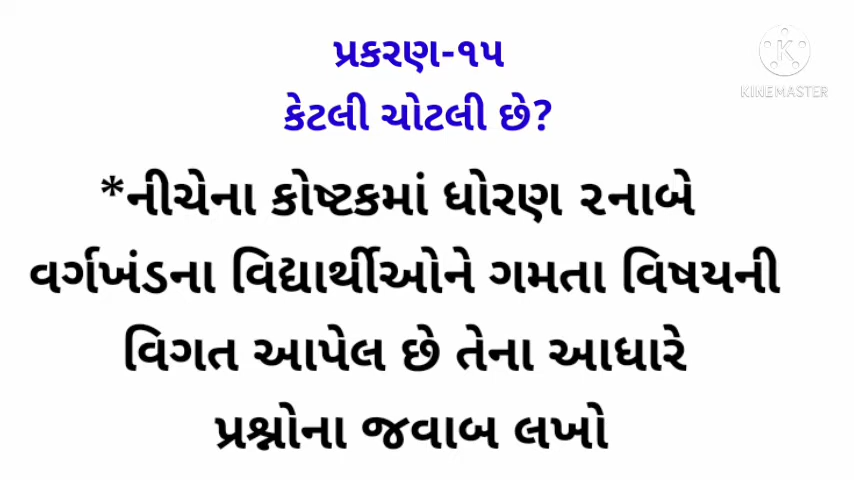 પ્રકરણ-૧૫
કેટલી ચોટલી છે?
*નીચેના કોષ્ટકમાં ધોરણ ૨નાબે
વર્ગખંડના વિદ્યાર્થીઓને ગમતા વિષયની
વિગત આપેલ છે તેના આધારે
પ્રશ્નોના જવાબ લખો
K
KINEMASTER